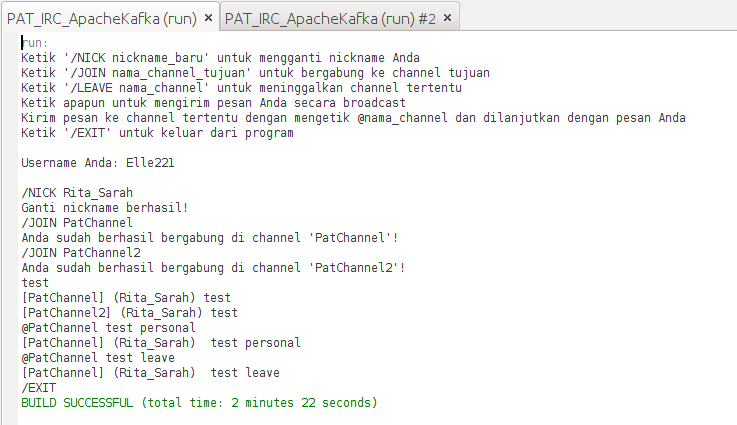 PAT_IRC_ApacheKafka (run) × PAT_IRC_ApacheKafka (run) #2 ×
run:
Ketik '/NICK nickname_baru' untuk mengganti nickname Anda
Ketik '/JOIN nama_channel_tujuan' untuk bergabung ke channel tujuan
Ketik '/LEAVE nama_channel' untuk meninggalkan channel tertentu
Ketik apapun untuk mengirim pesan Anda secara broadcast
Kirim pesan ke channel tertentu dengan mengetik @nama_channel dan dilanjutkan dengan pesan Anda
Ketik '/EXIT' untuk keluar dari program
Username Anda: Elle221
/NICK Rita_Sarah
Ganti nickname berhasil!
/JOIN PatChannel
Anda sudah berhasil bergabung di channel 'PatChannel'!
/JOIN PatChannel2
Anda sudah berhasil bergabung di channel 'PatChannel2'!
test
[PatChannel] (Rita_Sarah) test
[PatChannel2] (Rita_Sarah) test
@PatChannel test personal
[PatChannel] (Rita_Sarah)  test personal
@PatChannel test leave
[PatChannel] (Rita_Sarah)  test leave
/EXIT
BUILD SUCCESSFUL (total time: 2 minutes 22 seconds)